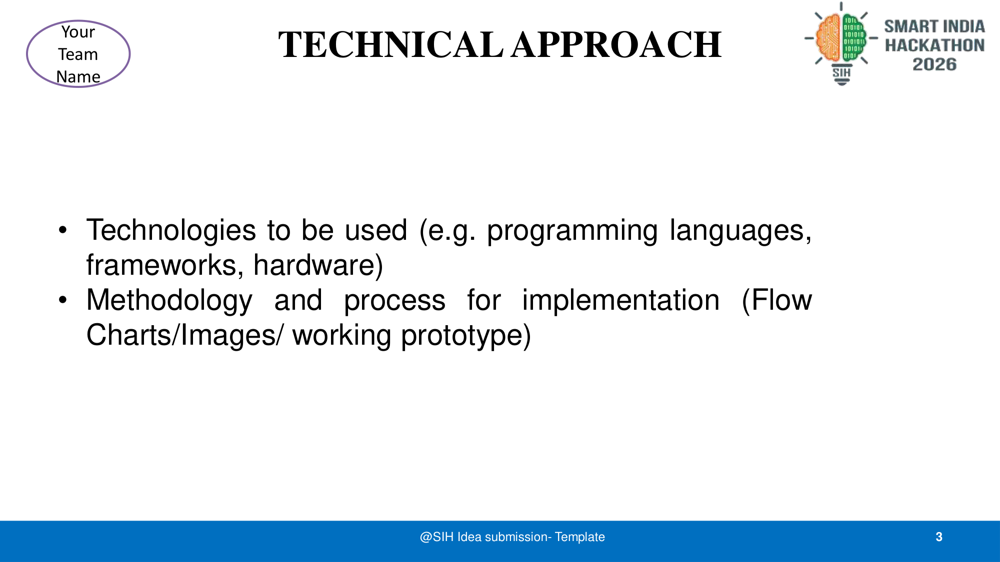 Your
Team
Name
TECHNICAL APPROACH
SMART INDIA
HACKATHON
2026
SIH
• Technologies to be used (e.g. programming languages,
frameworks, hardware)
• Methodology and process for implementation (Flow
Charts/Images/ working prototype)
@SIH Idea submission- Template
3